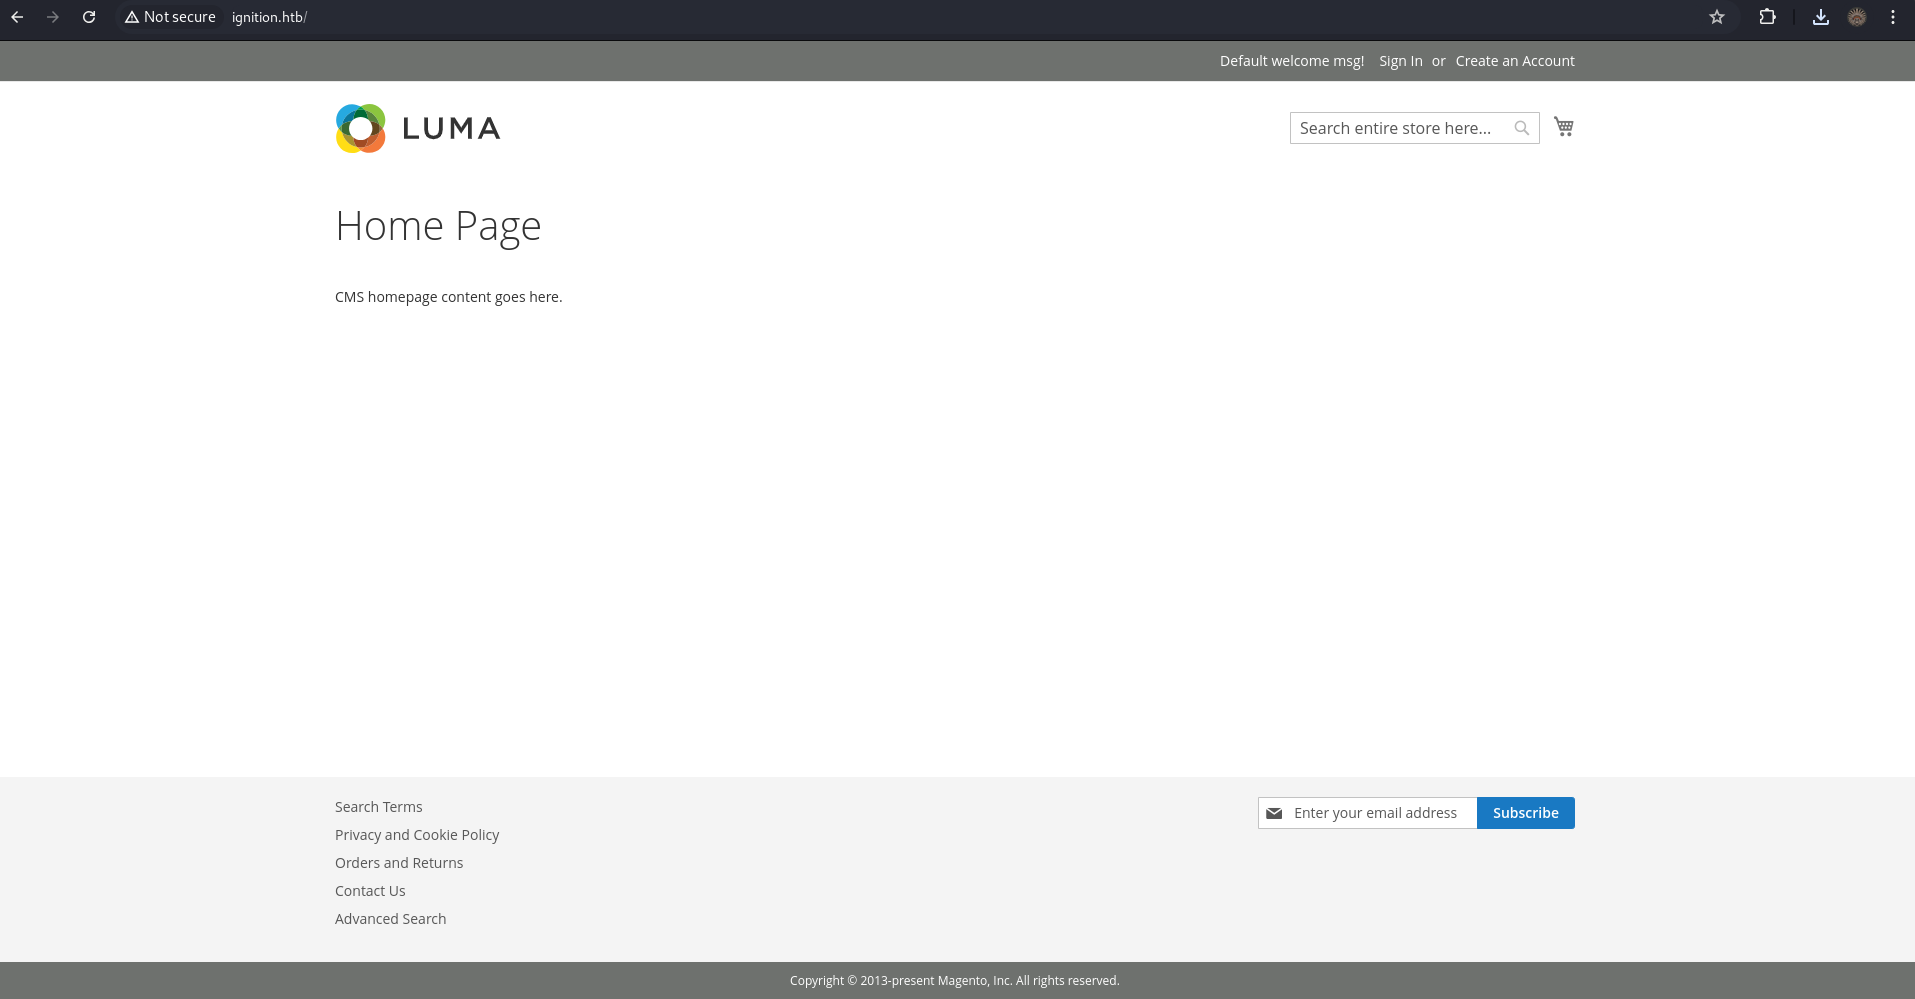 Not secure ignition.htb/
Default welcome msg! Sign In or Create an Account
LUMA
Search entire store here...
Home Page
CMS homepage content goes here.
Search Terms
Privacy and Cookie Policy
Orders and Returns
Contact Us
Advanced Search
Enter your email address Subscribe
Copyright © 2013-present Magento, Inc. All rights reserved.